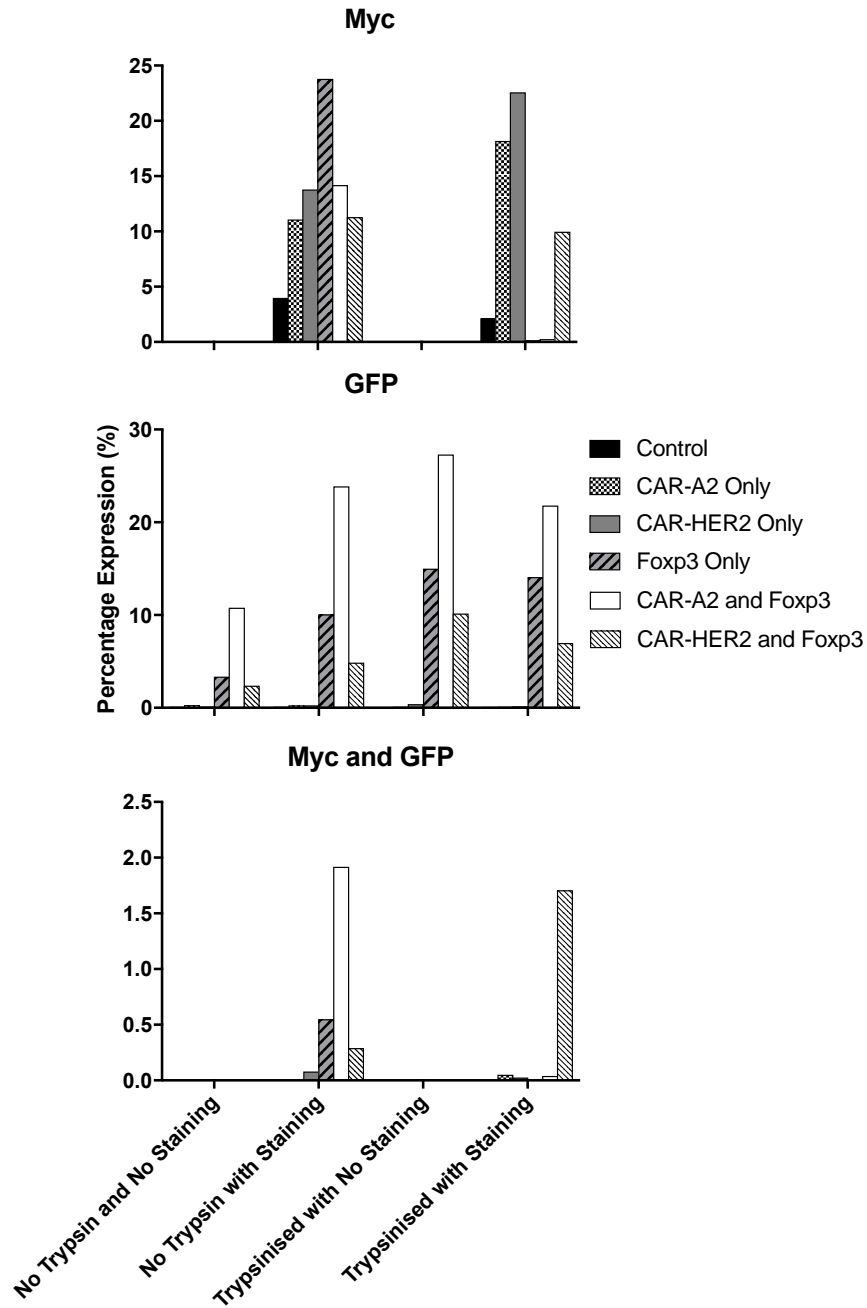 Myc
25
20
15
10
5
0
GFP
30
20
10
0
Percentage Expression (%)
Control
CAR-A2 Only
CAR-HER2 Only
Foxp3 Only
CAR-A2 and Foxp3
CAR-HER2 and Foxp3
Myc and GFP
2.5
2.0
1.5
1.0
0.5
0.0
No Trypsin and No Staining
No Trypsin with Staining
Trypsinised with No Staining
Trypsinised with Staining